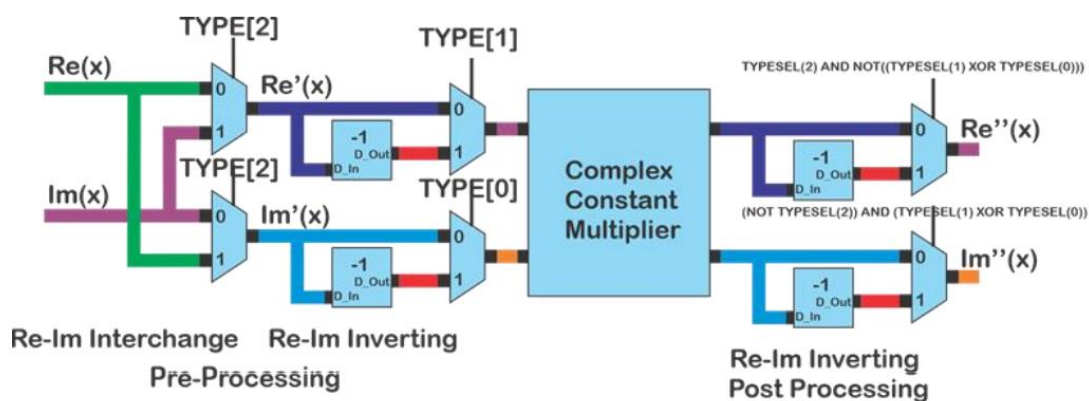 TYPE[2]
TYPE[1]
Re(x)
0
Re'(x)
0
TYPESEL(2) AND NOT((TYPESEL(1) XOR TYPESEL(0)))
0
Re''(x)
1
-1
D_Out
D_In
1
-1
D_Out
D_In
1
TYPE[2]
TYPE[0]
Complex
Constant
Multiplier
(NOT TYPESEL(2)) AND (TYPESEL(1) XOR TYPESEL(0))
Im(x)
0
Im'(x)
0
0
Im''(x)
1
-1
D_Out
D_In
1
-1
D_Out
D_In
1
Re-Im Interchange
Re-Im Inverting
Pre-Processing
Re-Im Inverting
Post Processing